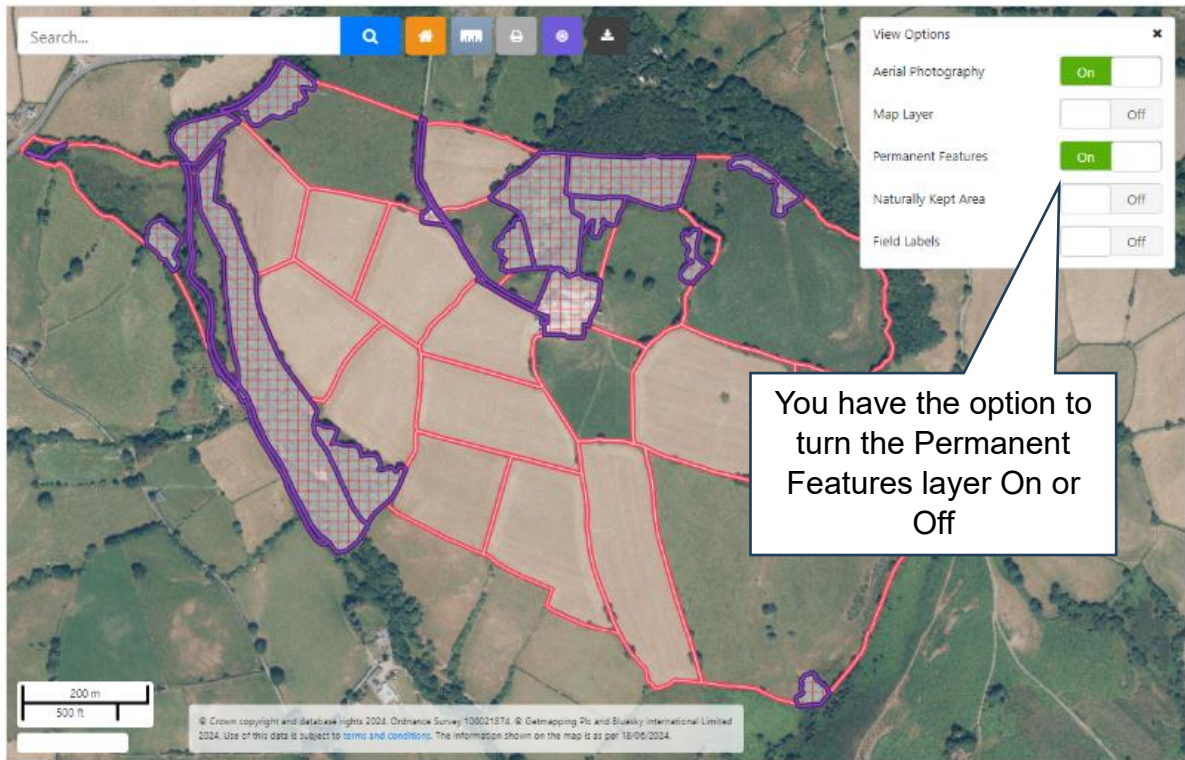 Search...
View Options
Aerial Photography On
Map Layer Off
Permanent Features On
Naturally Kept Area Off
Field Labels Off
You have the option to
turn the Permanent
Features layer On or
Off
200 m
500 ft
© Crown copyright and database rights 2024. Ordnance Survey 100021874. © Getmapping Plc and Bluesky International Limited
2024. Use of this data is subject to terms and conditions. The information shown on the map is as per 18/06/2024.